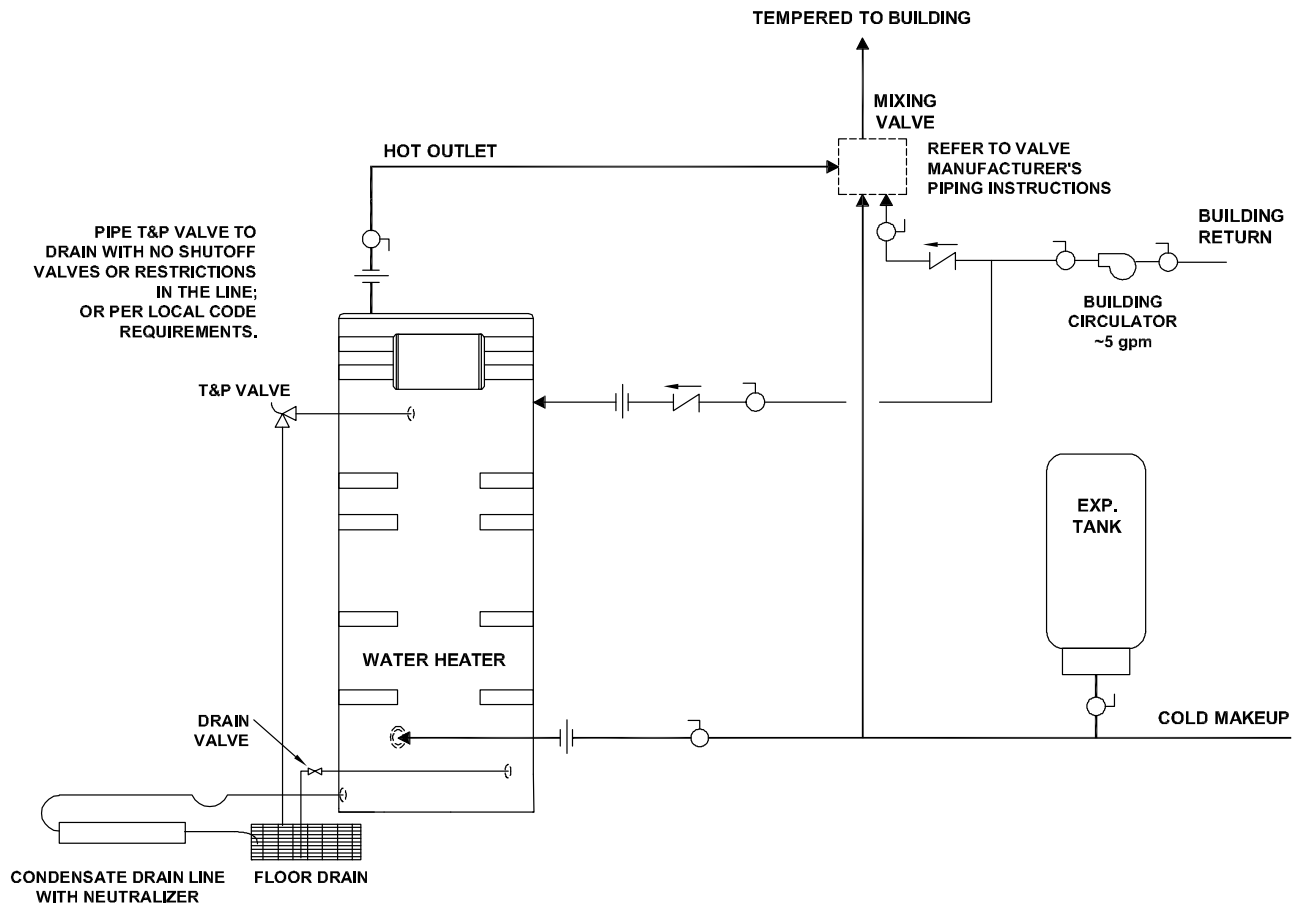 TEMPERED TO BUILDING
MIXING
VALVE
HOT OUTLET
REFER TO VALVE
MANUFACTURER'S
PIPING INSTRUCTIONS
BUILDING
RETURN
PIPE T&P VALVE TO
DRAIN WITH NO SHUTOFF
VALVES OR RESTRICTIONS
IN THE LINE;
OR PER LOCAL CODE
REQUIREMENTS.
BUILDING
CIRCULATOR
~5 gpm
T&P VALVE
EXP.
TANK
WATER HEATER
DRAIN
VALVE
COLD MAKEUP
CONDENSATE DRAIN LINE
WITH NEUTRALIZER
FLOOR DRAIN